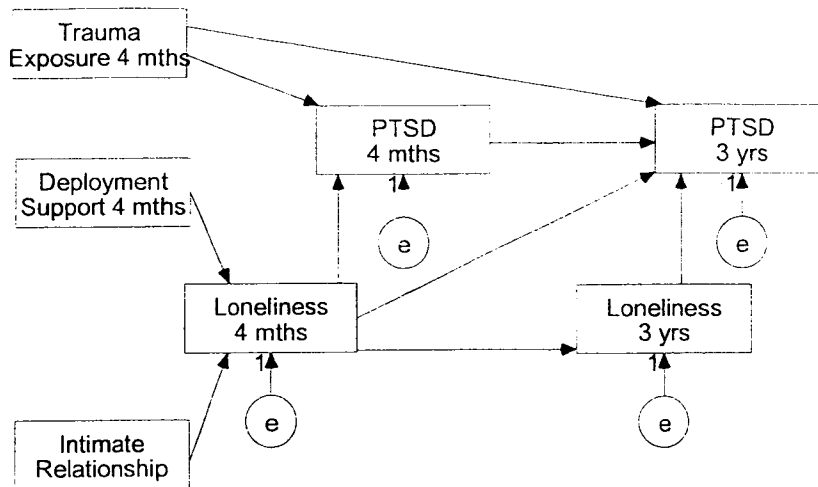 Trauma
Exposure 4 mths
PTSD
4 mths
1
e
PTSD
3 yrs
1
e
Deployment
Support 4 mths
Loneliness
4 mths
1
e
Loneliness
3 yrs
1
e
Intimate
Relationship